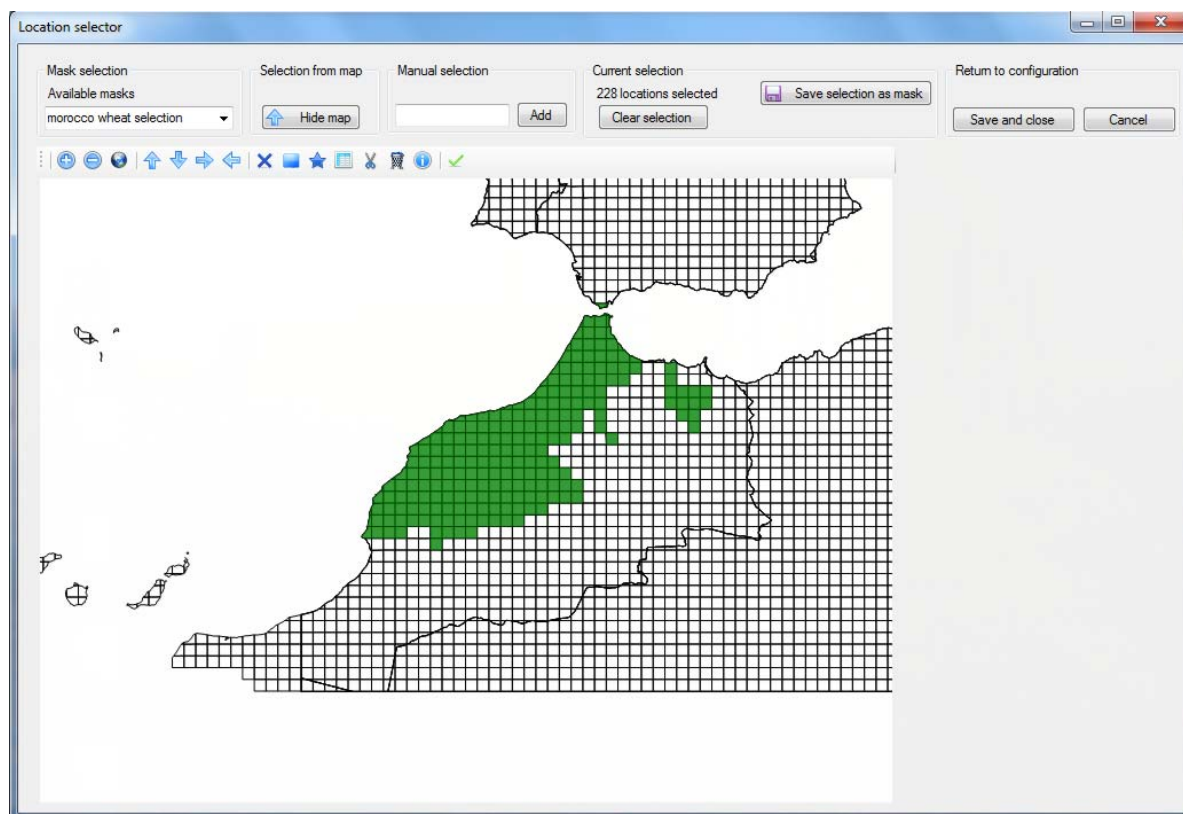 Location selector
Mask selection
Available masks
morocco wheat selection
Selection from map
Hide map
Manual selection
Add
Current selection
228 locations selected
Clear selection
Save selection as mask
Return to configuration
Save and close
Cancel